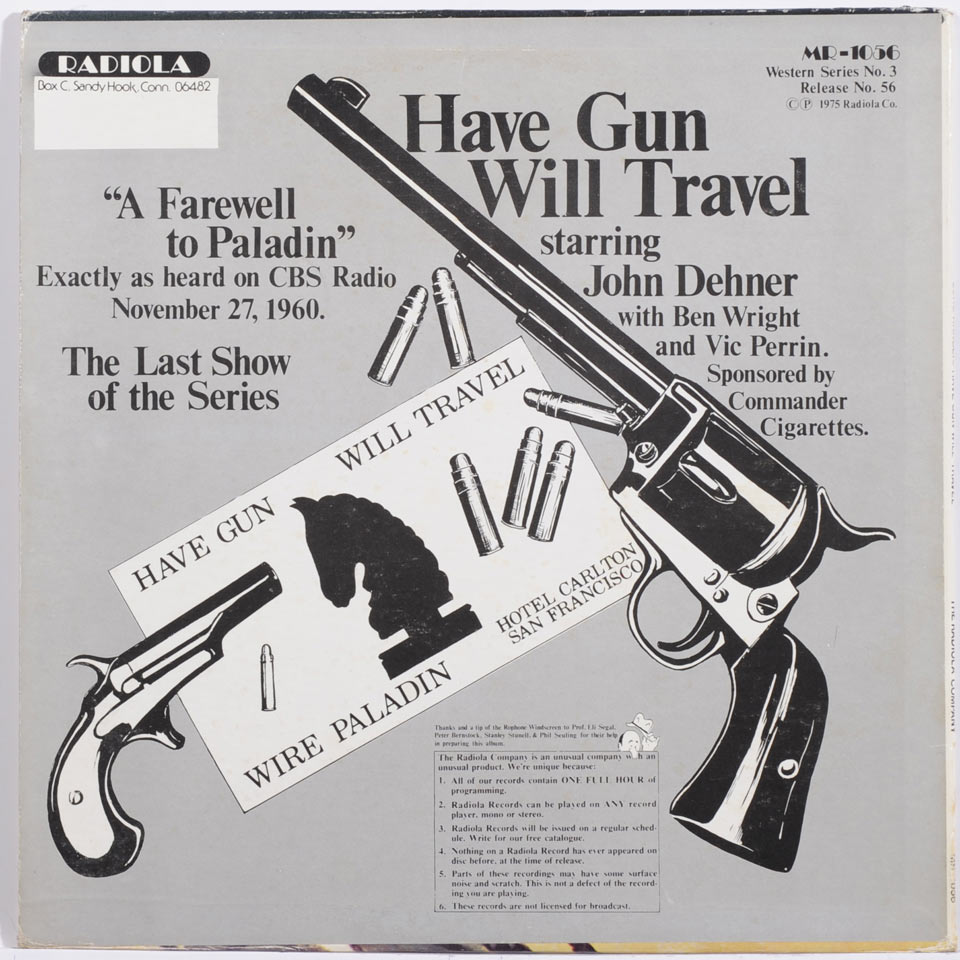 RADIOLA
Box C, Sandy Hook, Conn. 06482
MR-1056
Western Series No. 3
Release No. 56
©Ⓟ 1975 Radiola Co.
Have Gun
Will Travel
starring
John Dehner
with Ben Wright
and Vic Perrin.
Sponsored by
Commander
Cigarettes.
“A Farewell
to Paladin”
Exactly as heard on CBS Radio
November 27, 1960.
The Last Show
of the Series
HAVE GUN WILL TRAVEL
WIRE PALADIN
HOTEL CARLTON
SAN FRANCISCO
Thanks and a tip of the Rophone Windscreen to Prof. Eli Segal,
Peter Bernstock, Stanley Stunell, & Phil Seuling for their help
in preparing this album.
The Radiola Company is an unusual company with an
unusual product. We're unique because:
1. All of our records contain ONE FULL HOUR of
programming.
2. Radiola Records can be played on ANY record
player, mono or stereo.
3. Radiola Records will be issued on a regular sched-
ule. Write for our free catalogue.
4. Nothing on a Radiola Record has ever appeared on
disc before, at the time of release.
5. Parts of these recordings may have some surface
noise and scratch. This is not a defect of the record-
ing you are playing.
6. These records are not licensed for broadcast.
THE RADIOLA COMPANY